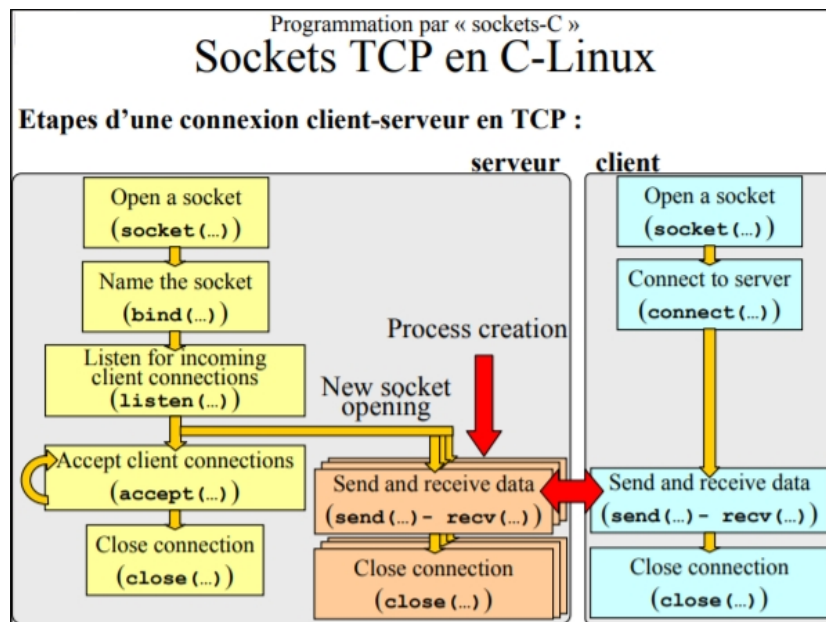 Programmation par « sockets-C »
Sockets TCP en C-Linux
Etapes d’une connexion client-serveur en TCP :
serveur
client
Open a socket
(socket(…))
Name the socket
(bind(…))
Listen for incoming
client connections
(listen(…))
Accept client connections
(accept(…))
Close connection
(close(…))
Process creation
New socket
opening
Send and receive data
(send(…)- recv(…))
Close connection
(close(…))
Open a socket
(socket(…))
Connect to server
(connect(…))
Send and receive data
(send(…)- recv(…))
Close connection
(close(…))